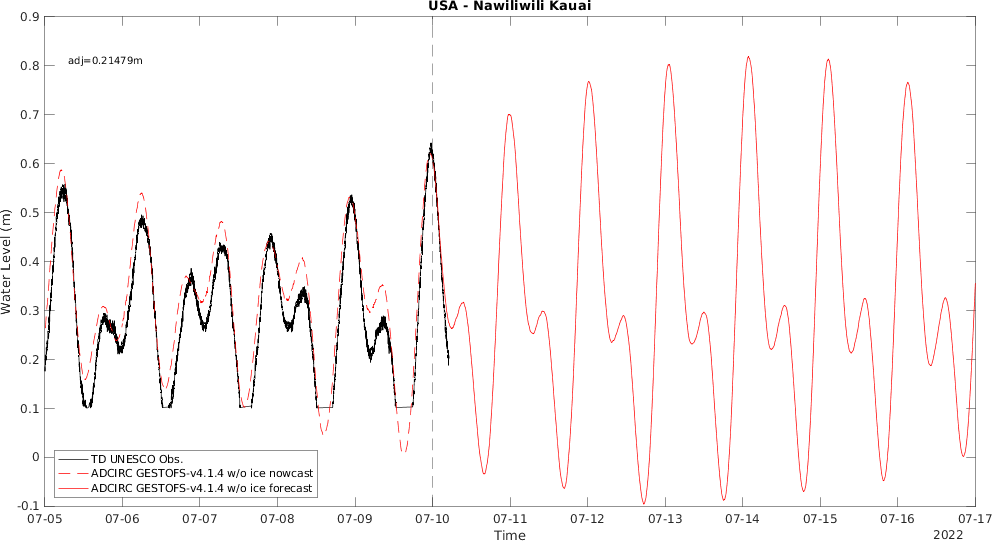 USA - Nawiliwili Kauai
0.9
adj=0.21479m
0.8
0.7
0.6
0.5
0.4
0.3
0.2
0.1
0
-0.1
Water Level (m)
TD UNESCO Obs.
ADCIRC GESTOFS-v4.1.4 w/o ice nowcast
ADCIRC GESTOFS-v4.1.4 w/o ice forecast
07-05 07-06 07-07 07-08 07-09 07-10 07-11 07-12 07-13 07-14 07-15 07-16 07-17
Time
2022